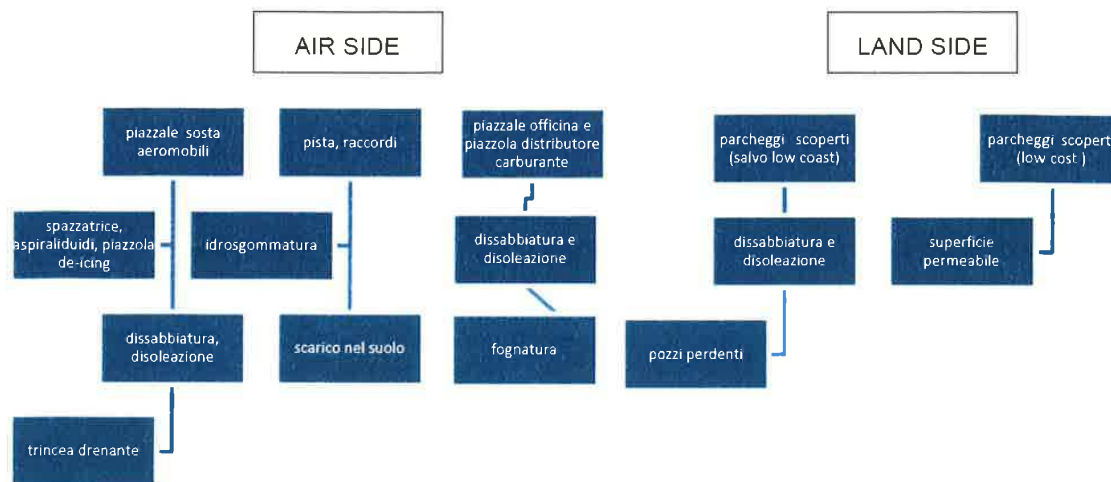 AIR SIDE
LAND SIDE
piazzale sosta
aeromobili
pista, raccordi
piazzale officina e
piazzola distributore
carburante
parcheggi scoperti
(salvo low coast)
parcheggi scoperti
(low cost )
spazzatrice,
aspiraliduidi, piazzola
de-icing
idrosgommatura
dissabbiatura e
disoleazione
dissabbiatura e
disoleazione
superficie
permeabile
dissabbiatura,
disoleazione
scarico nel suolo
fognatura
pozzi perdenti
trincea drenante